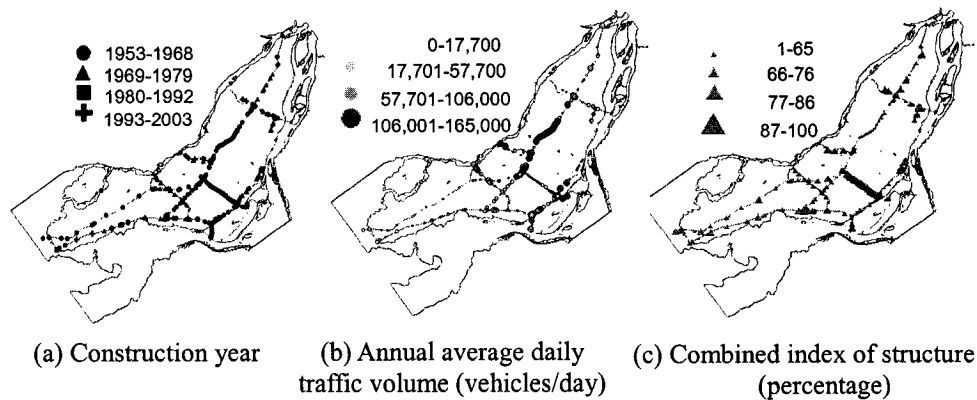 1953-1968
1969-1979
1980-1992
1993-2003
0-17,700
17,701-57,700
57,701-106,000
106,001-165,000
1-65
66-76
77-86
87-100
(a) Construction year
(b) Annual average daily
traffic volume (vehicles/day)
(c) Combined index of structure
(percentage)